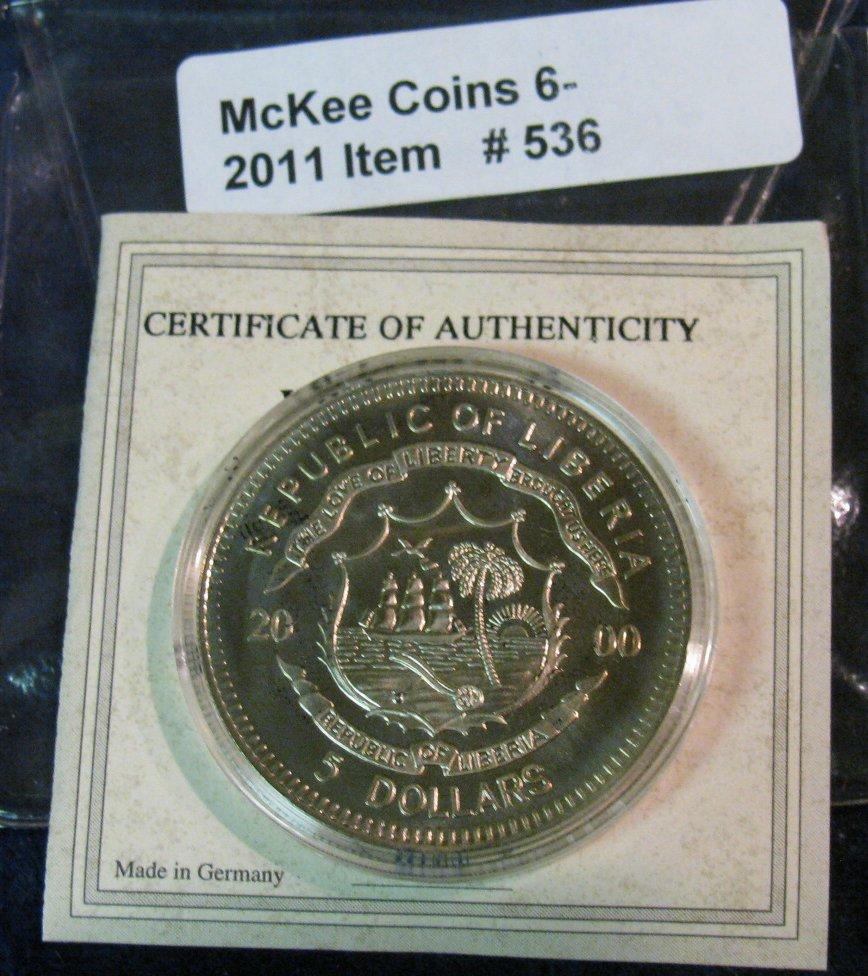 McKee Coins 6-
2011 Item # 536
CERTIFICATE OF AUTHENTICITY
REPUBLIC OF LIBERIA
THE LOVE OF LIBERTY BROUGHT US HERE
20 00
REPUBLIC OF LIBERIA
5 DOLLARS
Made in Germany